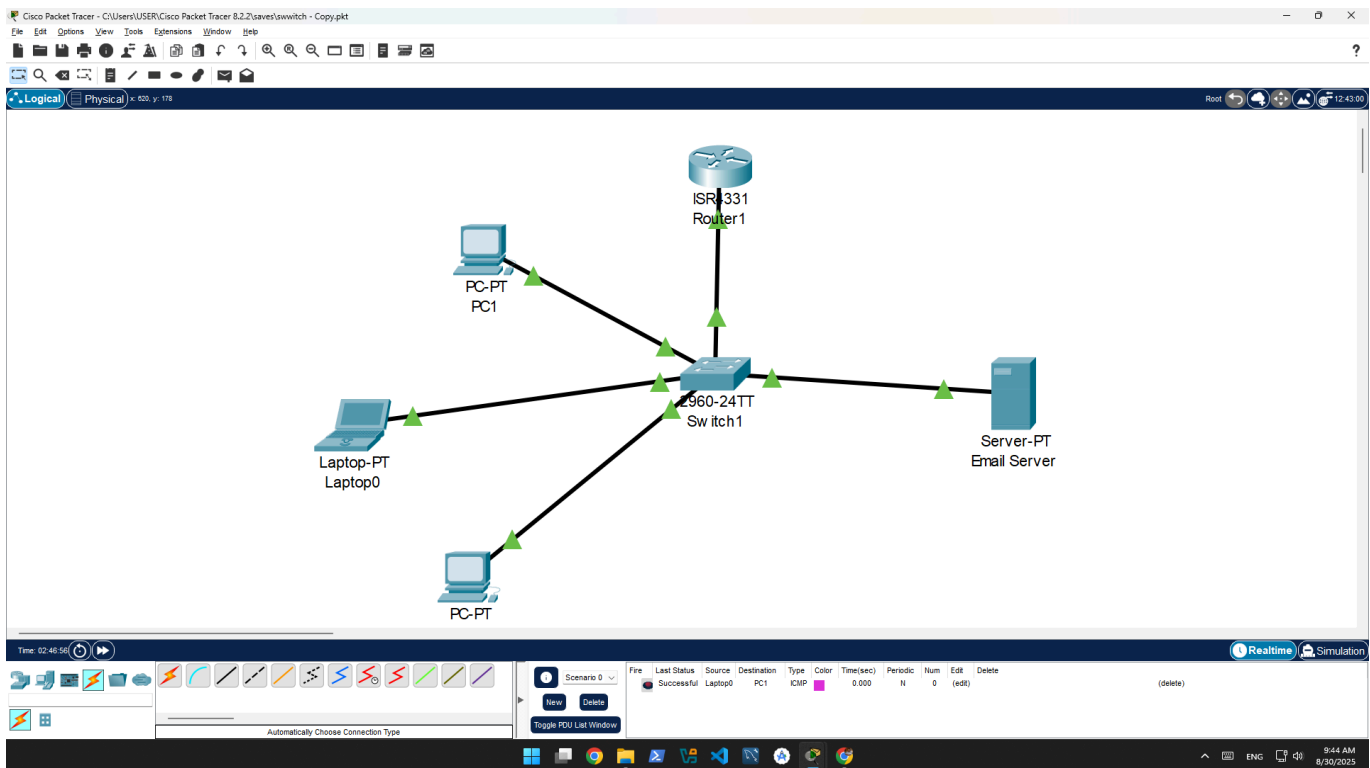 Cisco Packet Tracer - C:\Users\USER\Cisco Packet Tracer 8.2.2\saves\swwitch - Copy.pkt
File Edit Options View Tools Extensions Window Help
?
Logical Physical x: 620, y: 178 Root 12:43:00
ISR4331
Router1
PC-PT
PC1
2960-24TT
Switch1
Server-PT
Email Server
Laptop-PT
Laptop0
PC-PT
Time: 02:46:56 Realtime Simulation
Scenario 0
New Delete
Toggle PDU List Window
Fire Last Status Source Destination Type Color Time(sec) Periodic Num Edit Delete
Successful Laptop0 PC1 ICMP 0.000 N 0 (edit) (delete)
Automatically Choose Connection Type
ENG
9:44 AM
8/30/2025